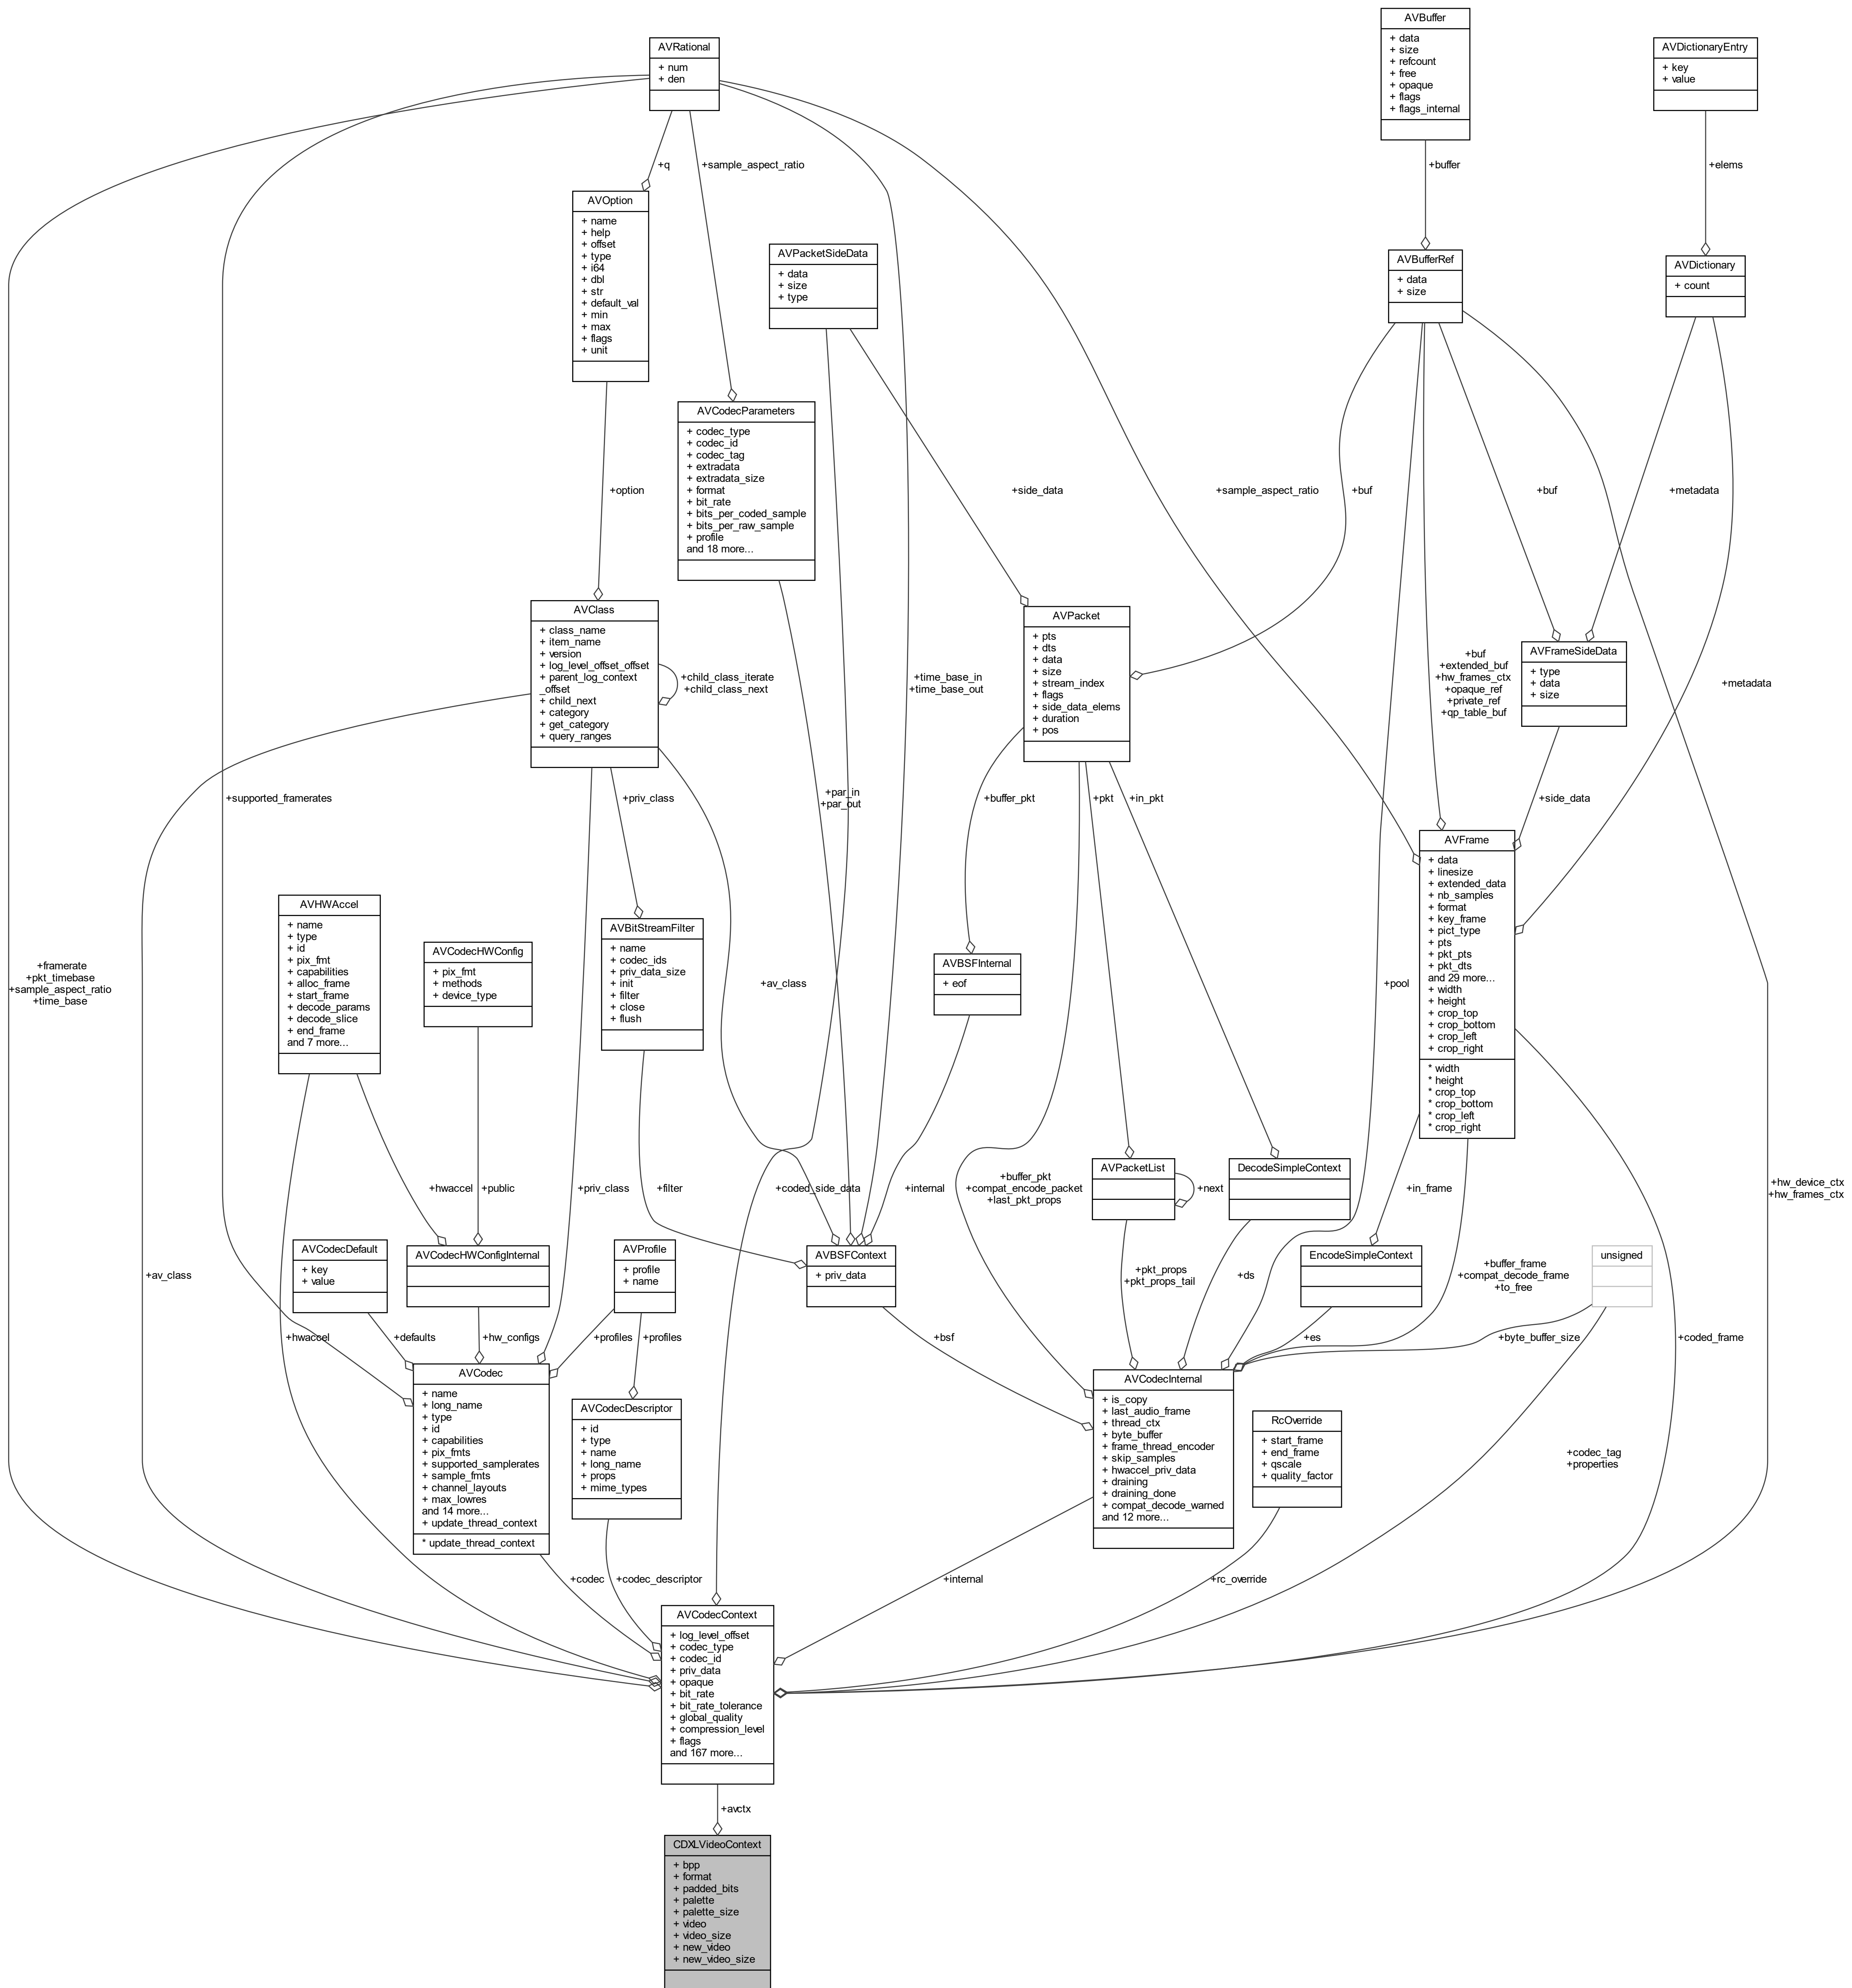 AVBuffer
+ data
+ size
+ refcount
+ free
+ opaque
+ flags
+ flags_internal
AVRational
+ num
+ den
AVDictionaryEntry
+ key
+ value
+buffer
+elems
+q
+sample_aspect_ratio
AVOption
+ name
+ help
+ offset
+ type
+ i64
+ dbl
+ str
+ default_val
+ min
+ max
+ flags
+ unit
AVPacketSideData
+ data
+ size
+ type
AVBufferRef
+ data
+ size
AVDictionary
+ count
AVCodecParameters
+ codec_type
+ codec_id
+ codec_tag
+ extradata
+ extradata_size
+ format
+ bit_rate
+ bits_per_coded_sample
+ bits_per_raw_sample
+ profile
and 18 more...
+option
+side_data
+sample_aspect_ratio
+buf
+buf
+metadata
AVClass
+ class_name
+ item_name
+ version
+ log_level_offset_offset
+ parent_log_context
_offset
+ child_next
+ category
+ get_category
+ query_ranges
+child_class_iterate
+child_class_next
+time_base_in
+time_base_out
AVPacket
+ pts
+ dts
+ data
+ size
+ stream_index
+ flags
+ side_data_elems
+ duration
+ pos
+buf
+extended_buf
+hw_frames_ctx
+opaque_ref
+private_ref
+qp_table_buf
AVFrameSideData
+ type
+ data
+ size
+metadata
+supported_framerates
+priv_class
+par_in
+par_out
+buffer_pkt
+pkt
+in_pkt
+side_data
AVFrame
+ data
+ linesize
+ extended_data
+ nb_samples
+ format
+ key_frame
+ pict_type
+ pts
+ pkt_pts
+ pkt_dts
and 29 more...
+ width
+ height
+ crop_top
+ crop_bottom
+ crop_left
+ crop_right
* width
* height
* crop_top
* crop_bottom
* crop_left
* crop_right
+framerate
+pkt_timebase
+sample_aspect_ratio
+time_base
AVHWAccel
+ name
+ type
+ id
+ pix_fmt
+ capabilities
+ alloc_frame
+ start_frame
+ decode_params
+ decode_slice
+ end_frame
and 7 more...
AVCodecHWConfig
+ pix_fmt
+ methods
+ device_type
AVBitStreamFilter
+ name
+ codec_ids
+ priv_data_size
+ init
+ filter
+ close
+ flush
+av_class
AVBSFInternal
+ eof
+pool
+hwaccel
+public
+priv_class
+filter
+coded_side_data
+internal
+buffer_pkt
+compat_encode_packet
+last_pkt_props
AVPacketList
+next
DecodeSimpleContext
+in_frame
+hw_device_ctx
+hw_frames_ctx
+av_class
AVCodecDefault
+ key
+ value
AVCodecHWConfigInternal
AVProfile
+ profile
+ name
AVBSFContext
+ priv_data
+pkt_props
+pkt_props_tail
+ds
EncodeSimpleContext
+buffer_frame
+compat_decode_frame
+to_free
unsigned
+hwaccel
+defaults
+hw_configs
+profiles
+profiles
+bsf
+es
+byte_buffer_size
+coded_frame
AVCodec
+ name
+ long_name
+ type
+ id
+ capabilities
+ pix_fmts
+ supported_samplerates
+ sample_fmts
+ channel_layouts
+ max_lowres
and 14 more...
+ update_thread_context
* update_thread_context
AVCodecDescriptor
+ id
+ type
+ name
+ long_name
+ props
+ mime_types
AVCodecInternal
+ is_copy
+ last_audio_frame
+ thread_ctx
+ byte_buffer
+ frame_thread_encoder
+ skip_samples
+ hwaccel_priv_data
+ draining
+ draining_done
+ compat_decode_warned
and 12 more...
RcOverride
+ start_frame
+ end_frame
+ qscale
+ quality_factor
+codec_tag
+properties
+codec
+codec_descriptor
+internal
+rc_override
AVCodecContext
+ log_level_offset
+ codec_type
+ codec_id
+ priv_data
+ opaque
+ bit_rate
+ bit_rate_tolerance
+ global_quality
+ compression_level
+ flags
and 167 more...
+avctx
CDXLVideoContext
+ bpp
+ format
+ padded_bits
+ palette
+ palette_size
+ video
+ video_size
+ new_video
+ new_video_size